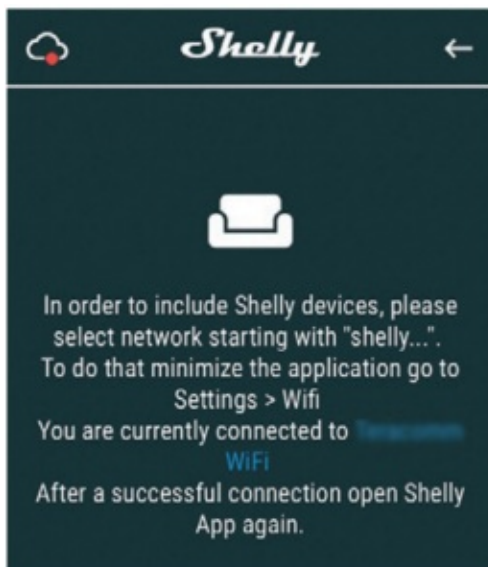 Shelly
In order to include Shelly devices, please
select network starting with "shelly...".
To do that minimize the application go to
Settings > Wifi
You are currently connected to
WiFi
After a successful connection open Shelly
App again.